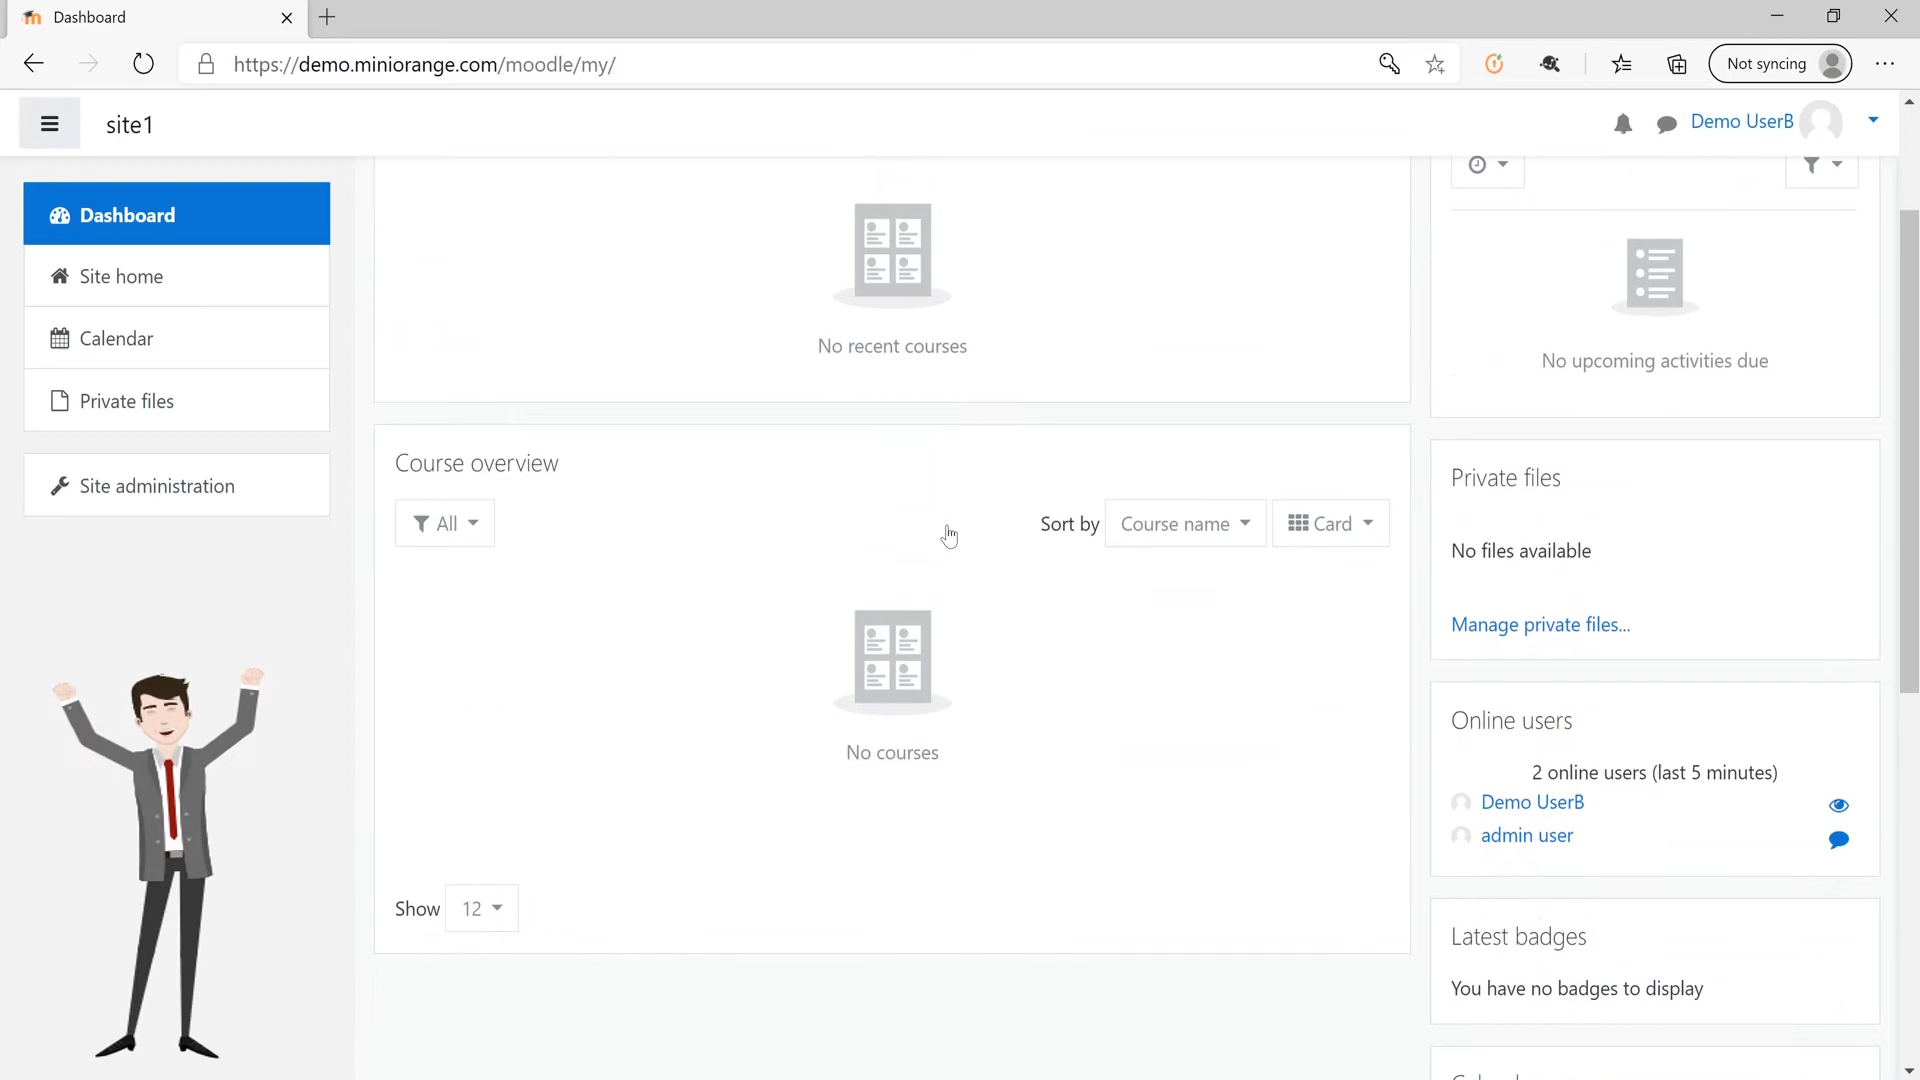 Dashboard
https://demo.miniorange.com/moodle/my/
Not syncing
site1
Demo UserB
Dashboard
Site home
Calendar
Private files
Site administration
No recent courses
Course overview
All
Sort by
Course name
Card
No courses
Show
12
No upcoming activities due
Private files
No files available
Manage private files...
Online users
2 online users (last 5 minutes)
Demo UserB
admin user
Latest badges
You have no badges to display